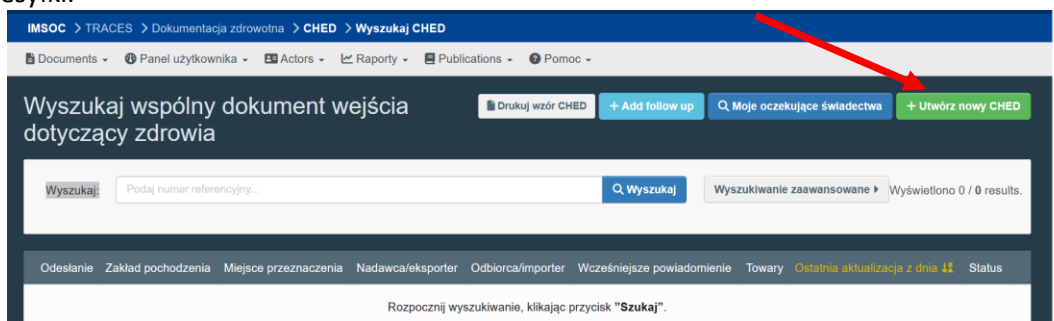 IMSOC > TRACES > Dokumentacja zdrowotna > CHED > Wyszukaj CHED
Documents Panel użytkownika Actors Raporty Publications Pomoc
Wyszukaj wspólny dokument wejścia
dotyczący zdrowia
Drukuj wzór CHED + Add follow up Moje oczekujące świadectwa + Utwórz nowy CHED
Wyszukaj: Podaj numer referencyjny... Wyszukaj Wyszukiwanie zaawansowane Wyświetlono 0 / 0 results.
Odesłanie Zakład pochodzenia Miejsce przeznaczenia Nadawca/eksporter Odbiorca/importer Wcześniejsze powiadomienie Towary Ostatnia aktualizacja z dnia Status
Rozpocznij wyszukiwanie, klikając przycisk "Szukaj".